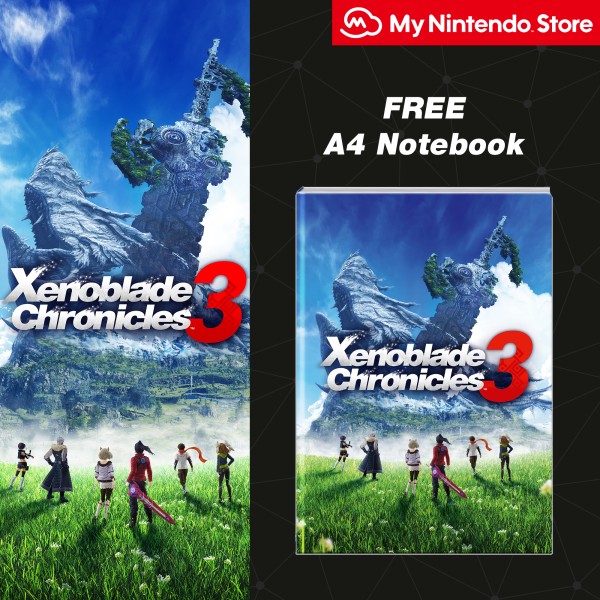 My Nintendo Store
FREE
A4 Notebook
Xenoblade
Chronicles 3
Xenoblade
Chronicles 3